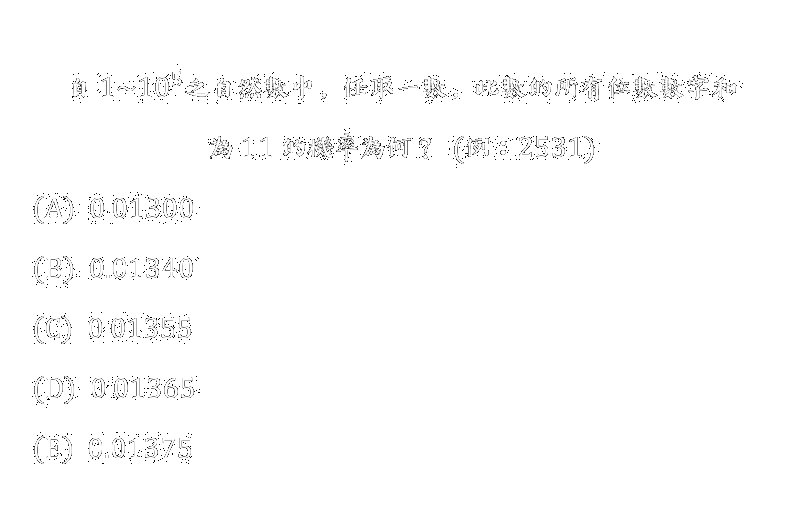 自 1~10 之自然數中,任取一數。此數的所有位數數字和
為 11 的機率為何? (例: 2531)
(A) 0.01300
(B) 0.01340
(C) 0.01355
(D) 0.01365
(E) 0.01375